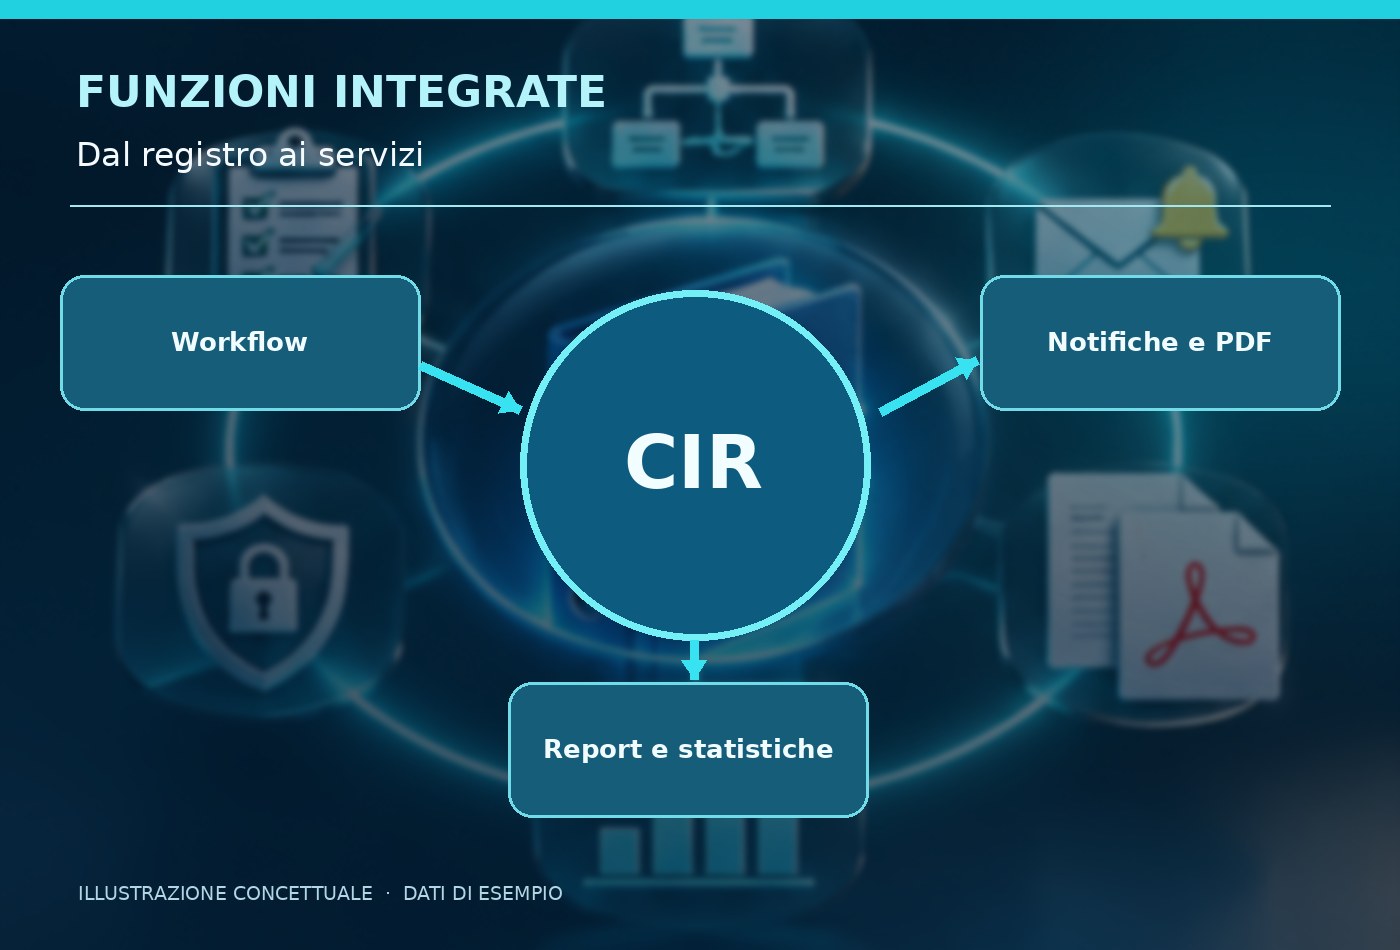 FUNZIONI INTEGRATE
Dal registro ai servizi
Workflow
Notifiche e PDF
CIR
Report e statistiche
ILLUSTRAZIONE CONCETTUALE · DATI DI ESEMPIO